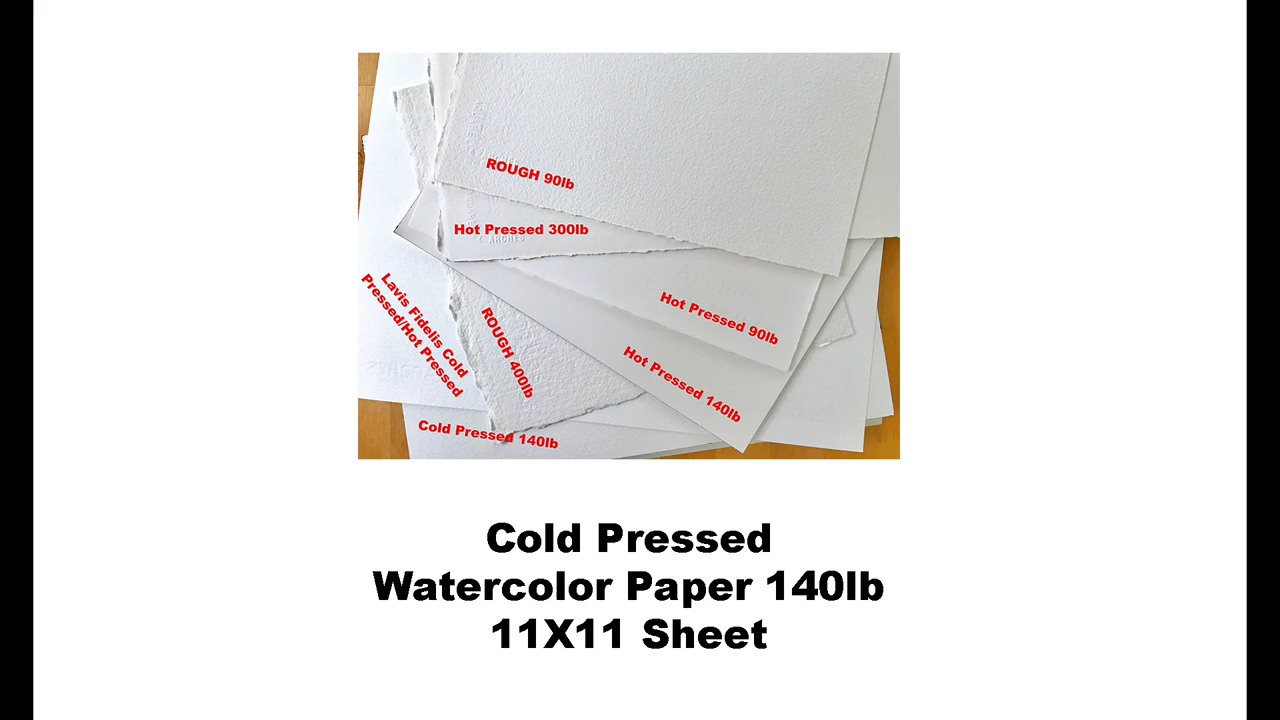 ROUGH 90lb
Hot Pressed 300lb
ARCHES
Hot Pressed 90lb
Lavis Fidelis Cold
Pressed/Hot Pressed
ROUGH 400lb
Hot Pressed 140lb
Cold Pressed 140lb
Cold Pressed
Watercolor Paper 140lb
11X11 Sheet